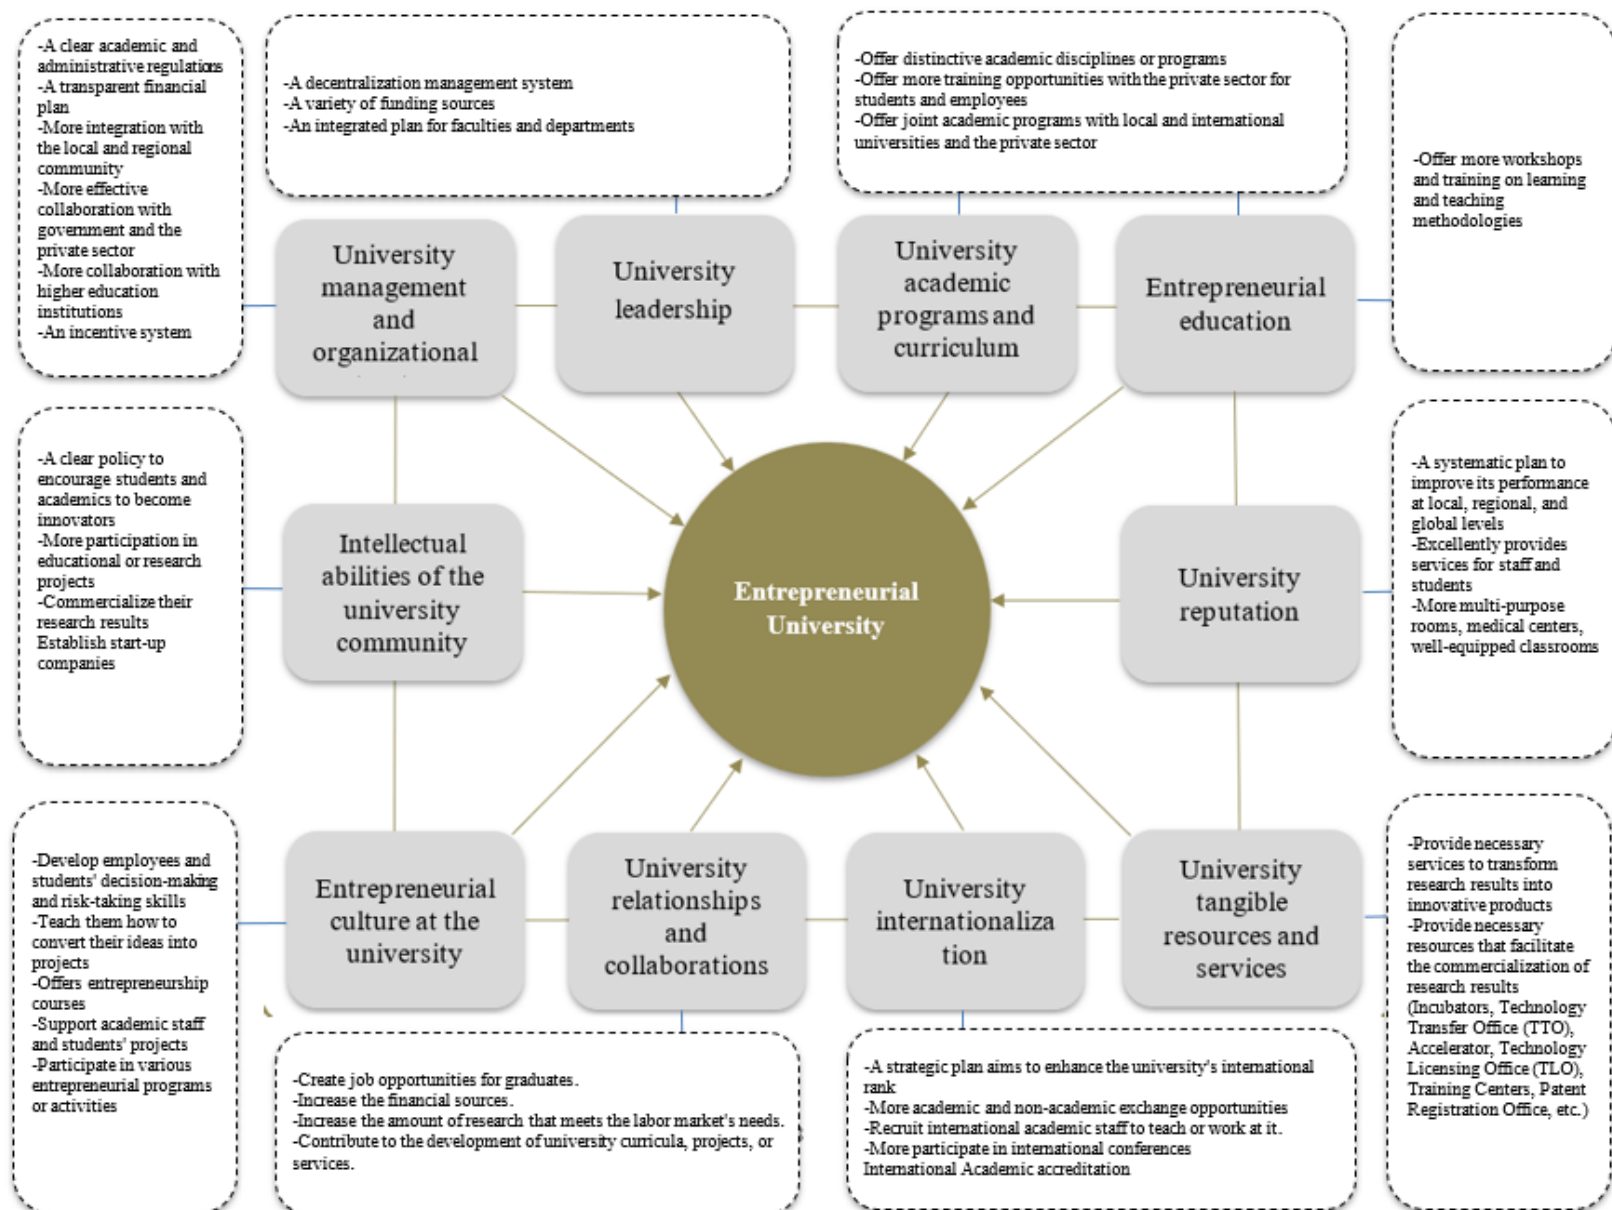 -A clear academic and
administrative regulations
-A transparent financial
plan
-More integration with
the local and regional
community
-More effective
collaboration with
government and the
private sector
-More collaboration with
higher education
institutions
-An incentive system
-A decentralization management system
-A variety of funding sources
-An integrated plan for faculties and departments
-Offer distinctive academic disciplines or programs
-Offer more training opportunities with the private sector for
students and employees
-Offer joint academic programs with local and international
universities and the private sector
-Offer more workshops
and training on learning
and teaching
methodologies
University
management
and
organizational
University
leadership
University
academic
programs and
curriculum
Entrepreneurial
education
-A clear policy to
encourage students and
academics to become
innovators
-More participation in
educational or research
projects
-Commercialize their
research results
Establish start-up
companies
Intellectual
abilities of the
university
community
Entrepreneurial
University
University
reputation
-A systematic plan to
improve its performance
at local, regional, and
global levels
-Excellently provides
services for staff and
students
-More multi-purpose
rooms, medical centers,
well-equipped classrooms
-Develop employees and
students' decision-making
and risk-taking skills
-Teach them how to
convert their ideas into
projects
-Offers entrepreneurship
courses
-Support academic staff
and students' projects
-Participate in various
entrepreneurial programs
or activities
Entrepreneurial
culture at the
university
University
relationships
and
collaborations
University
internationaliza
tion
University
tangible
resources and
services
-Provide necessary
services to transform
research results into
innovative products
-Provide necessary
resources that facilitate
the commercialization of
research results
(Incubators, Technology
Transfer Office (TTO),
Accelerator, Technology
Licensing Office (TLO),
Training Centers, Patent
Registration Office, etc.)
-Create job opportunities for graduates.
-Increase the financial sources.
-Increase the amount of research that meets the labor market's needs.
-Contribute to the development of university curricula, projects, or
services.
-A strategic plan aims to enhance the university's international
rank
-More academic and non-academic exchange opportunities
-Recruit international academic staff to teach or work at it.
-More participate in international conferences
International Academic accreditation